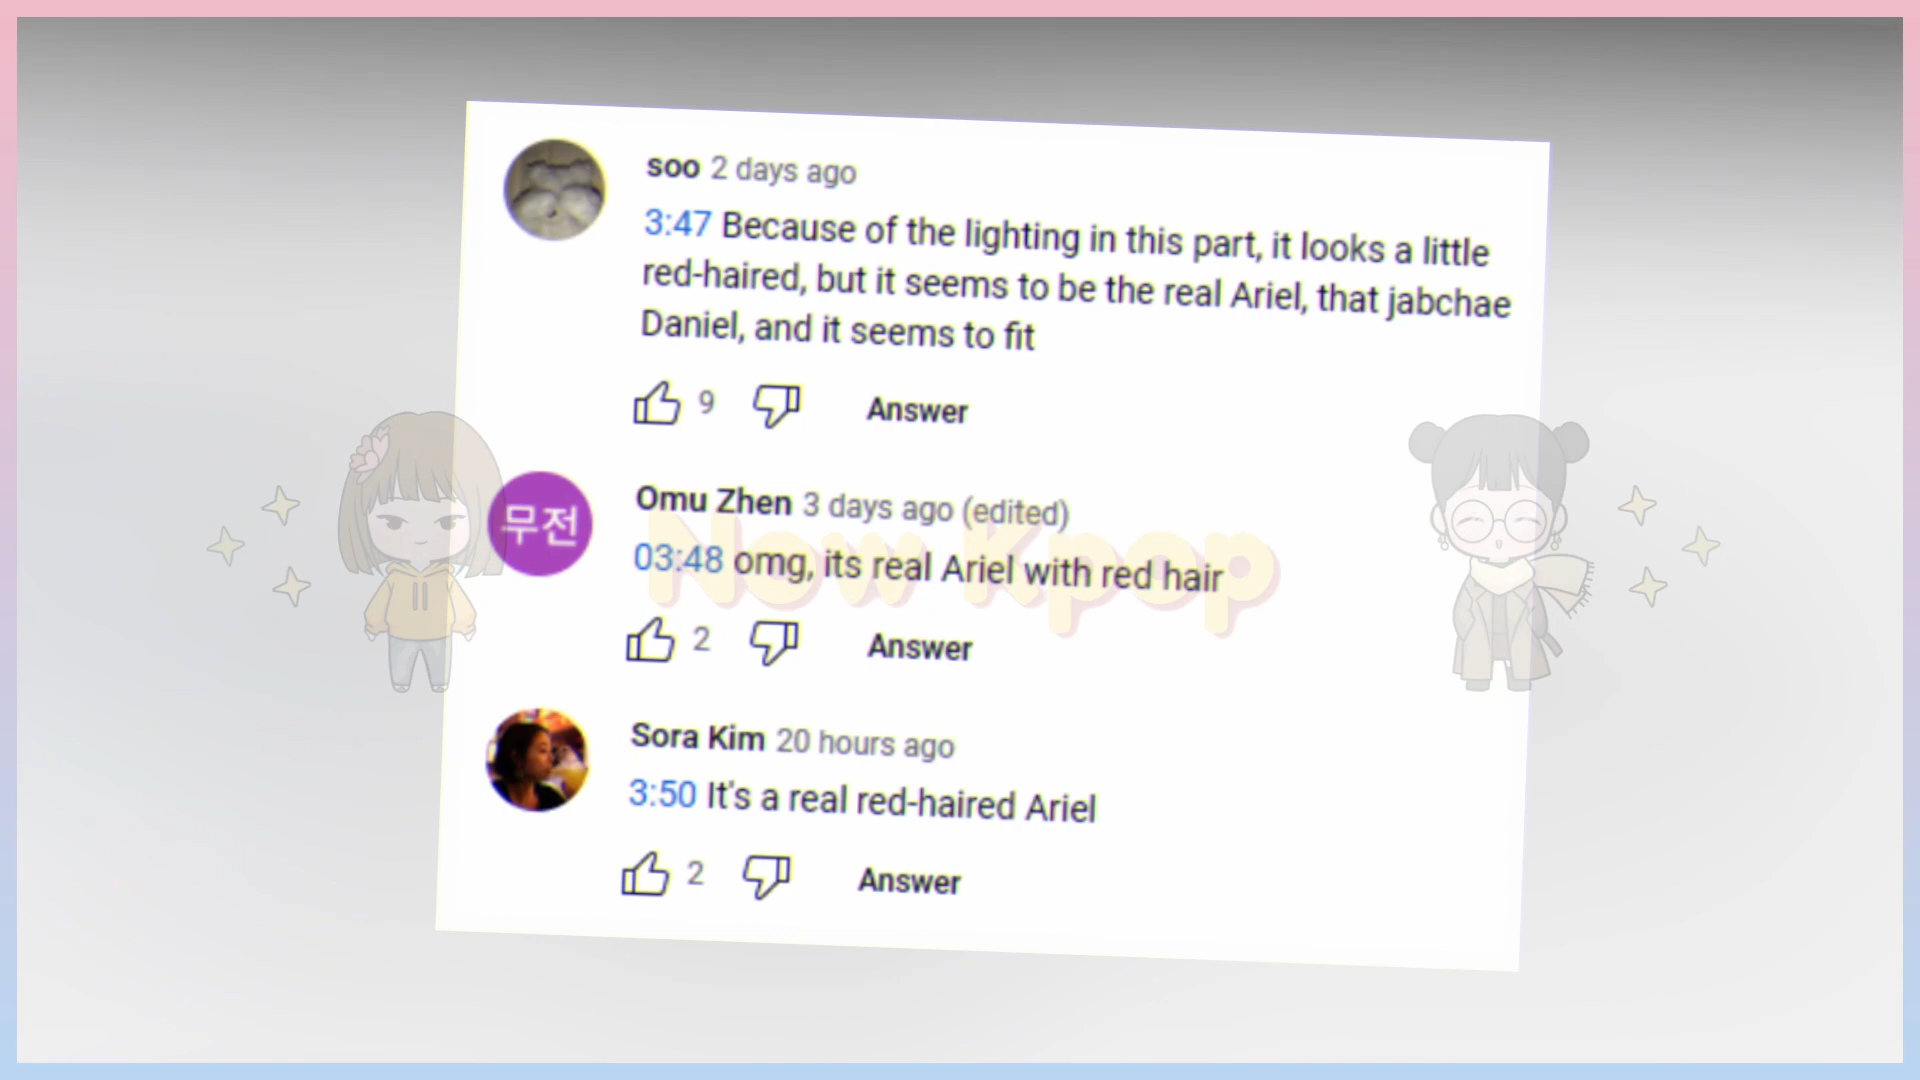 soo 2 days ago
3:47 Because of the lighting in this part, it looks a little
red-haired, but it seems to be the real Ariel, that jabchae
Daniel, and it seems to fit
9 Answer
무전
Omu Zhen 3 days ago (edited)
03:48 omg, its real Ariel with red hair
Now Kpop
2 Answer
Sora Kim 20 hours ago
3:50 It's a real red-haired Ariel
2 Answer